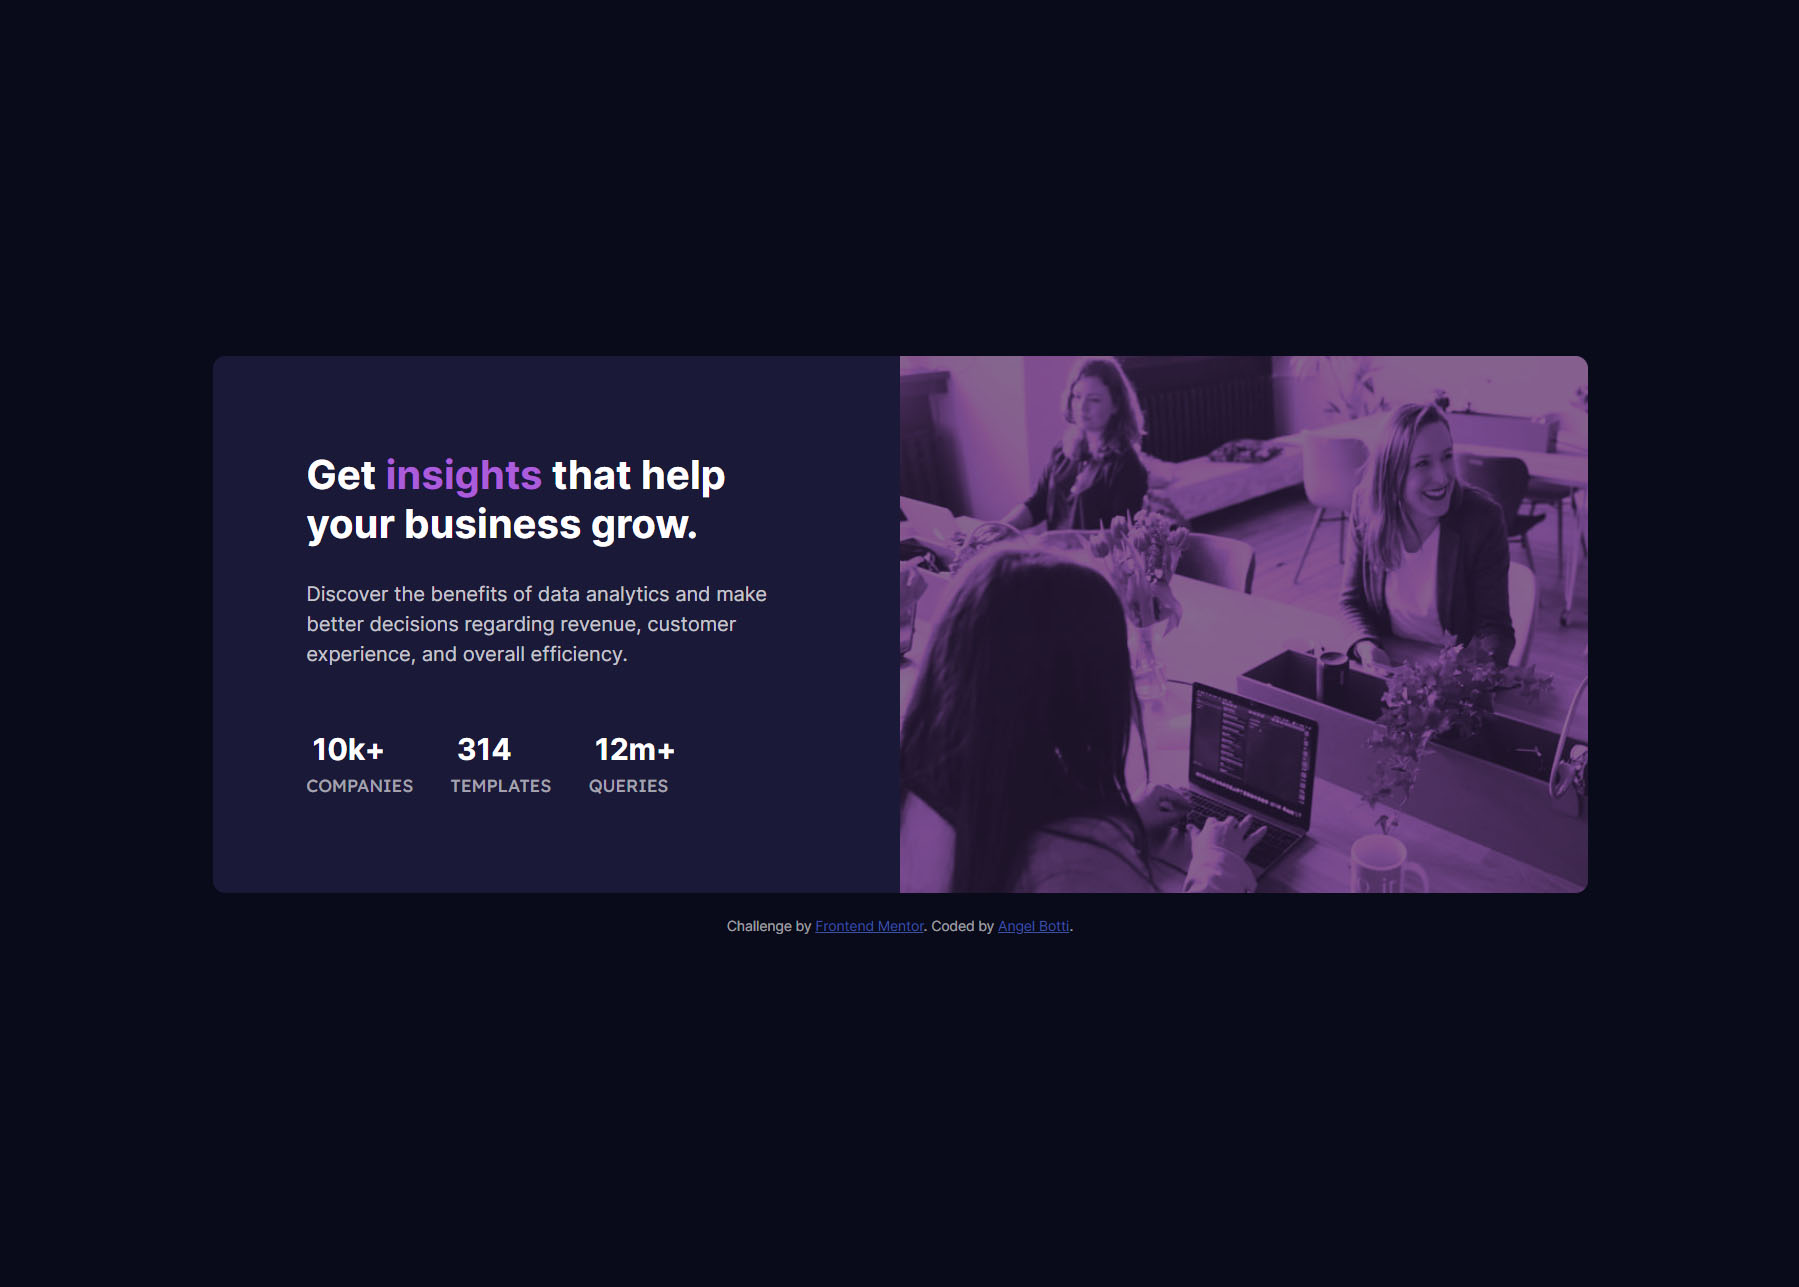 Get insights that help
your business grow.
Discover the benefits of data analytics and make
better decisions regarding revenue, customer
experience, and overall efficiency.
10k+ 314 12m+
COMPANIES TEMPLATES QUERIES
Challenge by Frontend Mentor. Coded by Angel Botti.